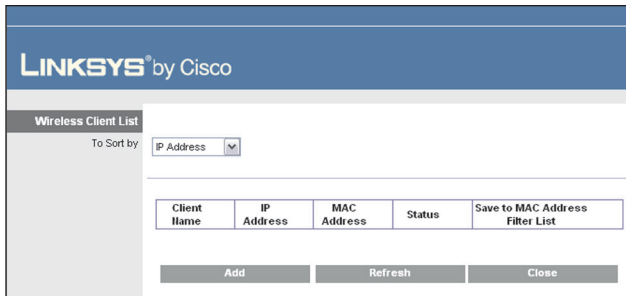 LINKSYS® by Cisco
Wireless Client List
To Sort by IP Address
Client Name IP Address MAC Address Status Save to MAC Address Filter List
Add Refresh Close